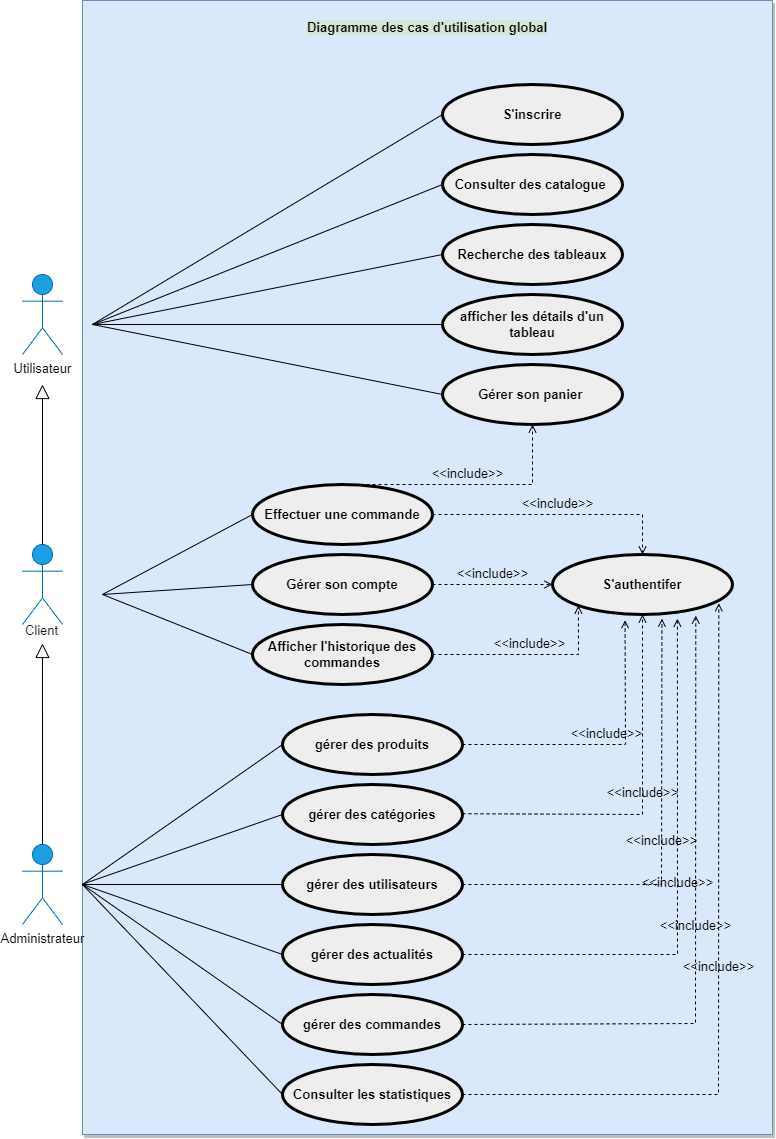 Diagramme des cas d'utilisation global
S'inscrire
Consulter des catalogue
Recherche des tableaux
afficher les détails d'un
tableau
Utilisateur
Gérer son panier
<<include>>
Effectuer une commande
<<include>>
Gérer son compte
<<include>>
S'authentifer
Client
Afficher l'historique des
commandes
<<include>>
gérer des produits
<<include>>
gérer des catégories
<<include>>
<<include>>
gérer des utilisateurs
<<include>>
Administrateur
gérer des actualités
<<include>>
<<include>>
gérer des commandes
Consulter les statistiques